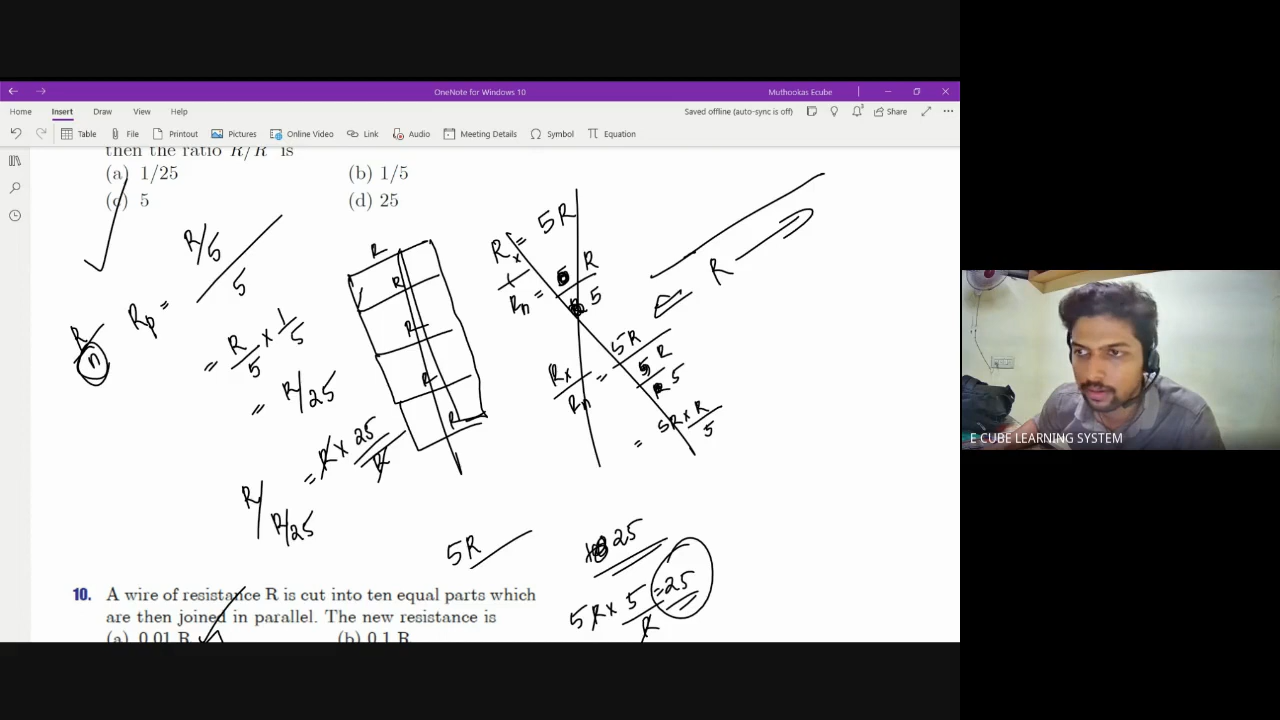 OneNote for Windows 10
Muthookas Ecube
Home Insert Draw View Help
Saved offline (auto-sync is off)
Share
Table File Printout Pictures Online Video Link Audio Meeting Details Symbol Equation
then the ratio R/R' is
(a) 1/25 (b) 1/5
(c) 5 (d) 25
R/5
5
Rp =
R/n
= R/5 × 1/5
= R/25
R
R
R
R
R
R/R/25 = R × 25/R
Rx = 5R
Rn = R/5
Rx/Rn = 5R
R/5
= 5R × R/5
R
5R
25
5R × 5/R = 25
10. A wire of resistance R is cut into ten equal parts which
are then joined in parallel. The new resistance is
(a) 0.01 R (b) 0.1 R
E CUBE LEARNING SYSTEM